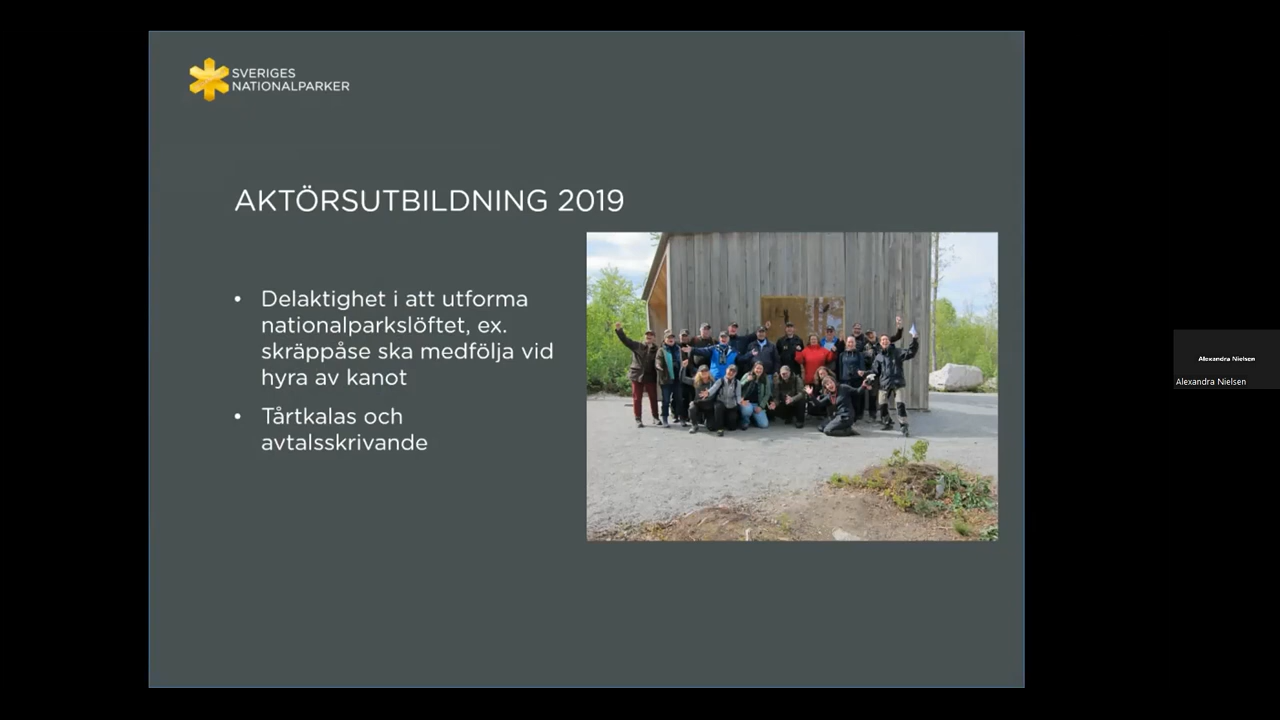 SVERIGES
NATIONALPARKER
AKTÖRSUTBILDNING 2019
• Delaktighet i att utforma
nationalparkslöftet, ex.
skräppåse ska medfölja vid
hyra av kanot
• Tårtkalas och
avtalsskrivande
Alexandra Nielsen
Alexandra Nielsen